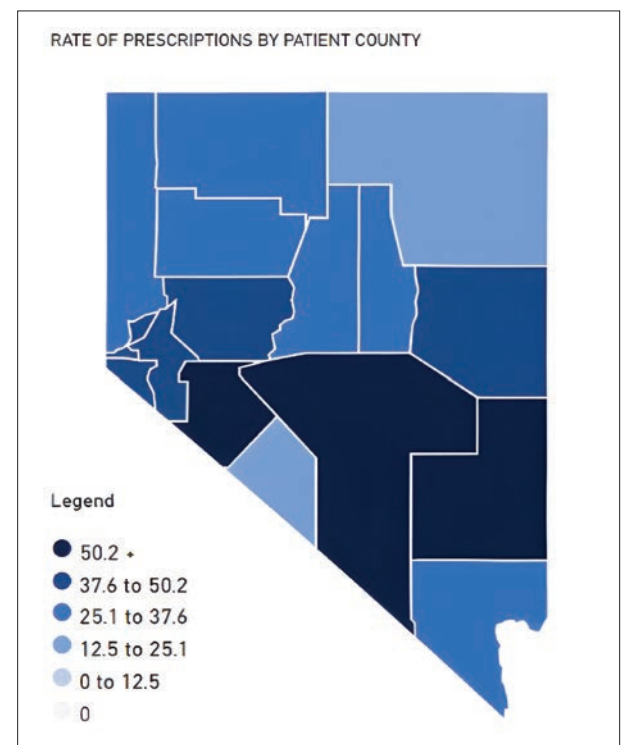 RATE OF PRESCRIPTIONS BY PATIENT COUNTY
Legend
50.2 +
37.6 to 50.2
25.1 to 37.6
12.5 to 25.1
0 to 12.5
0